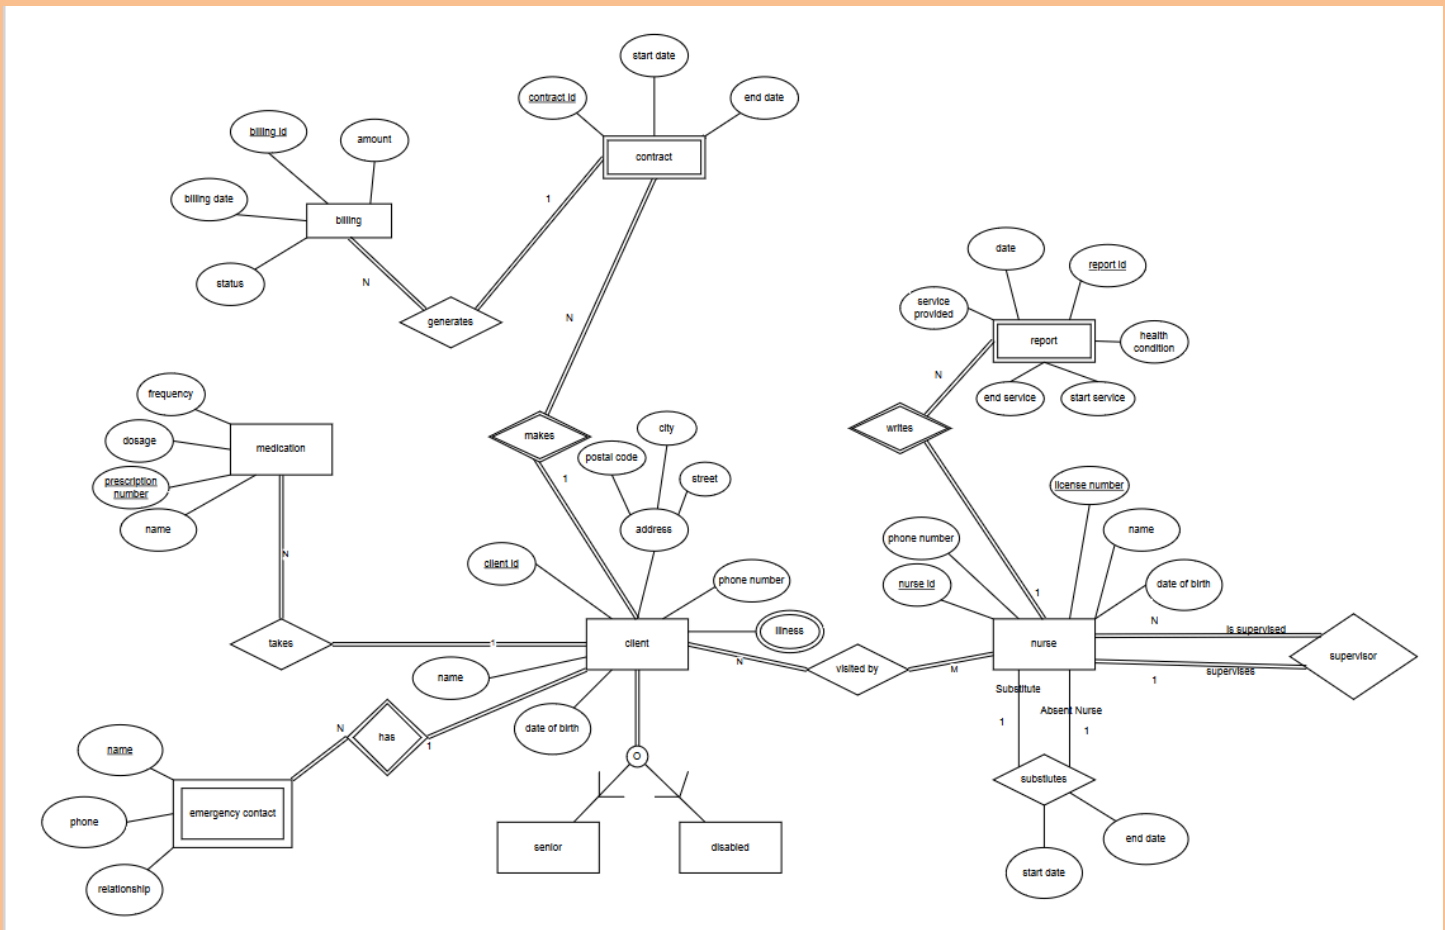 start date
contract id
end date
contract
billing id
amount
billing date
billing
status
1
N
generates
N
date
report id
service
provided
report
health
condition
end service
start service
N
writes
frequency
dosage
medication
prescription
number
name
makes
1
city
postal code
street
address
license number
phone number
name
nurse id
date of birth
1
N
client id
phone number
illness
N
takes
1
client
name
date of birth
N
visited by
M
nurse
is supervised
supervises
1
supervisor
Substitute
Absent Nurse
1
1
substiutes
start date
end date
N
has
1
name
phone
relationship
emergency contact
O
senior
disabled